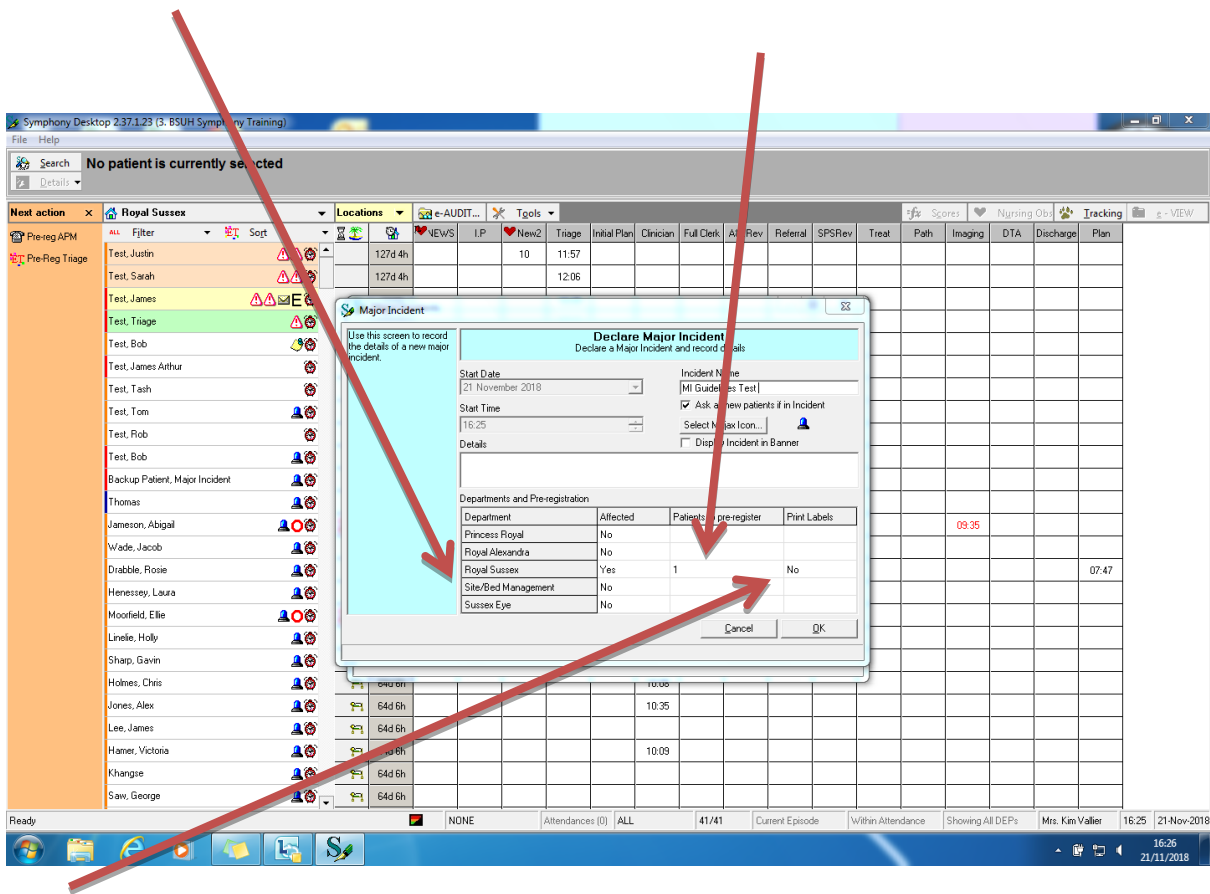 Symphony Desktop 2.37.1.23 (3. BSUH Symphony Training)
File Help
Search No patient is currently selected
Details
Next action x Royal Sussex Locations e-AUDIT... Tools Scores Nursing Obs Tracking e - VIEW
Pre-reg APM ALL Filter Sort NEWS I.P New2 Triage Initial Plan Clinician Full Clerk Referral SPSRev Treat Path Imaging DTA Discharge Plan
Pre-Reg Triage
Test, Justin 127d 4h 10 11:57
Test, Sarah 127d 4h 12:06
Test, James E
Test, Triage
Test, Bob
Test, James Arthur
Test, Tash
Test, Tom
Test, Rob
Test, Bob
Backup Patient, Major Incident
Thomas
Jameson, Abigail 09:35
Wade, Jacob
Drabble, Rosie 07:47
Henessey, Laura
Moorfield, Ellie
Linelie, Holly
Sharp, Gavin
Holmes, Chris 64d 6h 10:08
Jones, Alex 64d 6h 10:35
Lee, James 64d 6h
Hamer, Victoria 64d 6h 10:09
Khangse 64d 6h
Saw, George 64d 6h
Major Incident
Use this screen to record
the details of a new major
incident.
Declare Major Incident
Declare a Major Incident and record details
Start Date Incident Name
21 November 2018 MI Guidelines Test
Ask all new patients if in Incident
Start Time
16:25 Select Majax Icon...
Details Display Incident in Banner
Departments and Pre-registration
Department Affected Patients to pre-register Print Labels
Princess Royal No
Royal Alexandra No
Royal Sussex Yes 1 No
Site/Bed Management No
Sussex Eye No
Cancel OK
Ready NONE Attendances (0) ALL 41/41 Current Episode Within Attendance Showing All DEPs Mrs. Kim Vallier 16:25 21-Nov-2018
16:26
21/11/2018